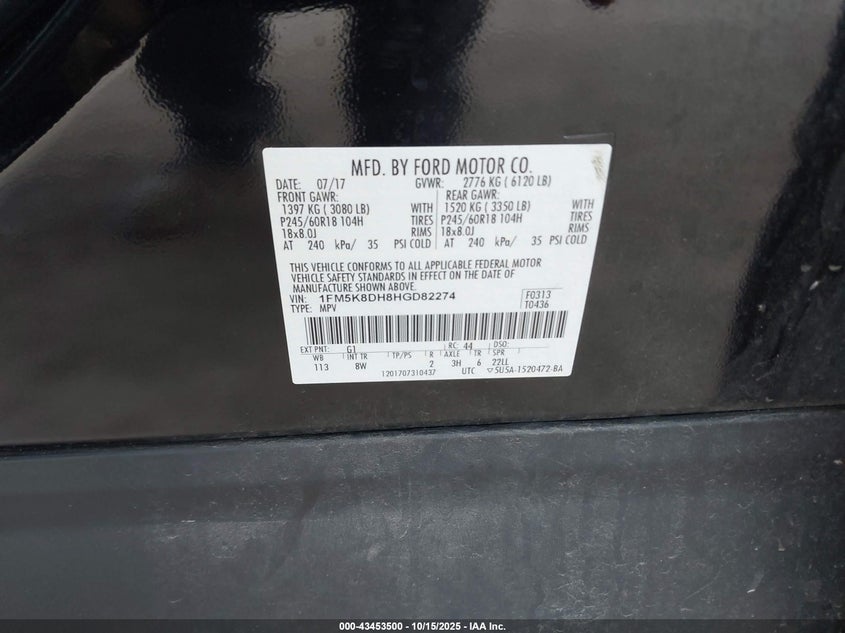 MFD. BY FORD MOTOR CO.
DATE: 07/17 GVWR: 2776 KG ( 6120 LB)
FRONT GAWR: REAR GAWR:
1397 KG ( 3080 LB) WITH 1520 KG ( 3350 LB) WITH
P245/60R18 104H TIRES P245/60R18 104H TIRES
18x8.0J RIMS 18x8.0J RIMS
AT 240 kPa/ 35 PSI COLD AT 240 kPa/ 35 PSI COLD
THIS VEHICLE CONFORMS TO ALL APPLICABLE FEDERAL MOTOR
VEHICLE SAFETY STANDARDS IN EFFECT ON THE DATE OF
MANUFACTURE SHOWN ABOVE.
VIN: 1FM5K8DH8HGD82274 F0313
TYPE: MPV T0436
EXT PNT: G1 RC: 44 DSO:
WB INT TR TP/PS R AXLE TR SPR
113 8W 2 3H 6 22LL
1201707310437 UTC ▽5U5A-1520472-BA
000-43453500 - 10/15/2025 - IAA Inc.